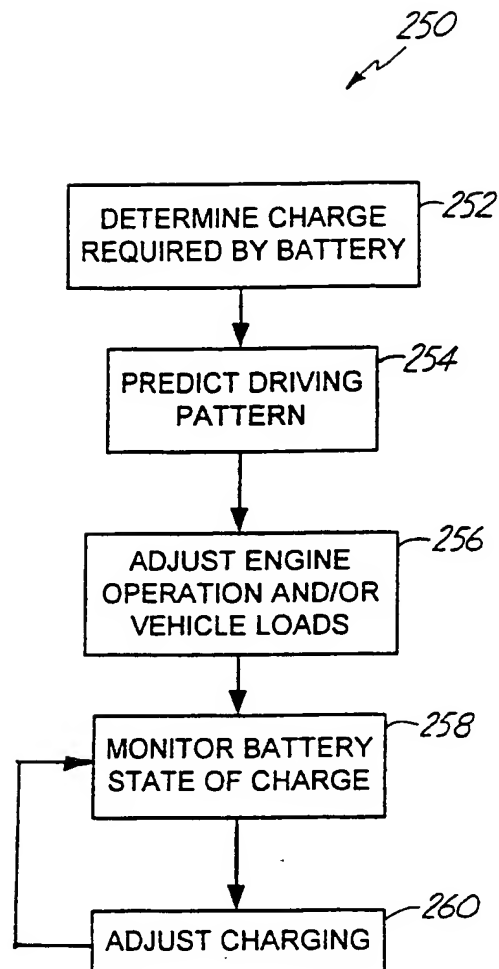 250
DETERMINE CHARGE
REQUIRED BY BATTERY
252
PREDICT DRIVING
PATTERN
254
ADJUST ENGINE
OPERATION AND/OR
VEHICLE LOADS
256
MONITOR BATTERY
STATE OF CHARGE
258
ADJUST CHARGING
260